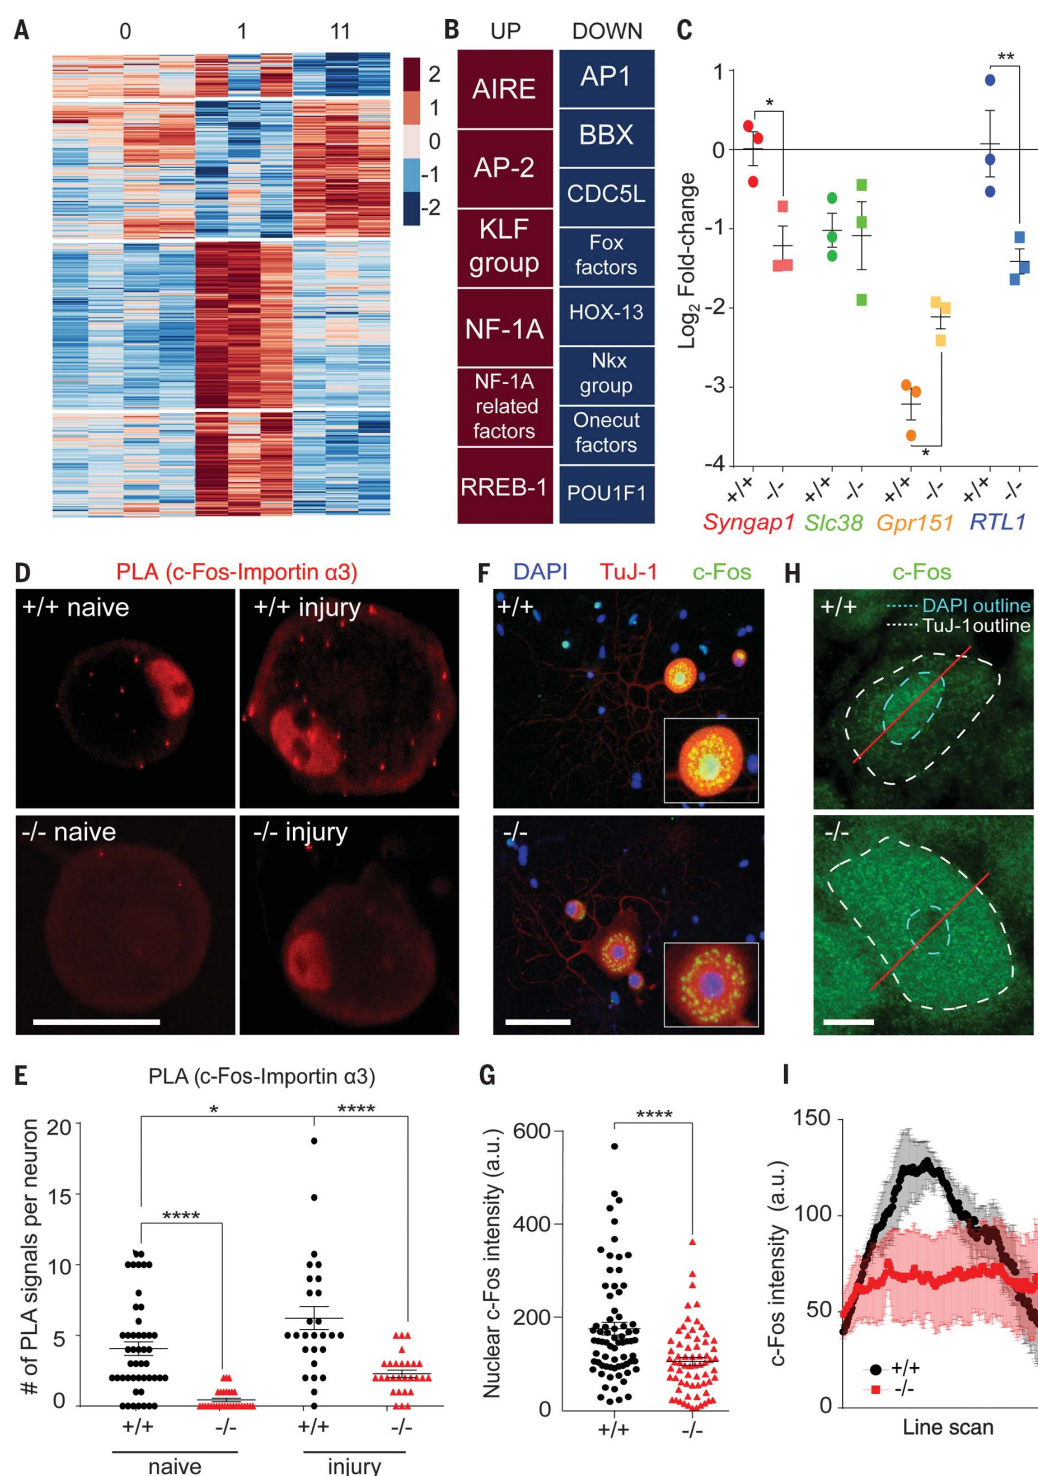 A
0 1 11
2
1
0
-1
-2
B
UP DOWN
AIRE
AP-2
KLF
group
NF-1A
NF-1A
related
factors
RREB-1
AP1
BBX
CDC5L
Fox
factors
HOX-13
Nkx
group
Onecut
factors
POU1F1
C
Log2 Fold-change
1
0
-1
-2
-3
-4
*
**
*
+/+ -/- +/+ -/- +/+ -/- +/+ -/-
Syngap1 Slc38 Gpr151 RTL1
D PLA (c-Fos-Importin α3)
+/+ naive
+/+ injury
-/- naive
-/- injury
F DAPI TuJ-1 c-Fos
+/+
-/-
H c-Fos
+/+
DAPI outline
TuJ-1 outline
-/-
E PLA (c-Fos-Importin α3)
# of PLA signals per neuron
20
15
10
5
0
* ****
****
+/+ -/- +/+ -/-
naive injury
G
Nuclear c-Fos intensity (a.u.)
600
400
200
0
****
+/+ -/-
I
c-Fos intensity (a.u.)
150
100
50
0
+/+
-/-
Line scan